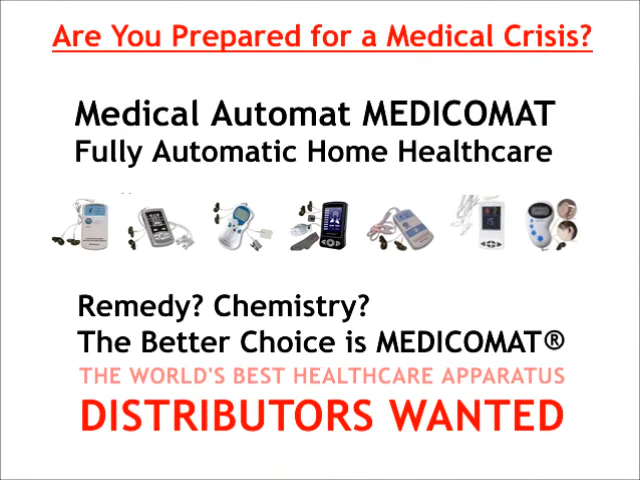 Are You Prepared for a Medical Crisis?
Medical Automat MEDICOMAT
Fully Automatic Home Healthcare
Remedy? Chemistry?
The Better Choice is MEDICOMAT®
THE WORLD'S BEST HEALTHCARE APPARATUS
DISTRIBUTORS WANTED